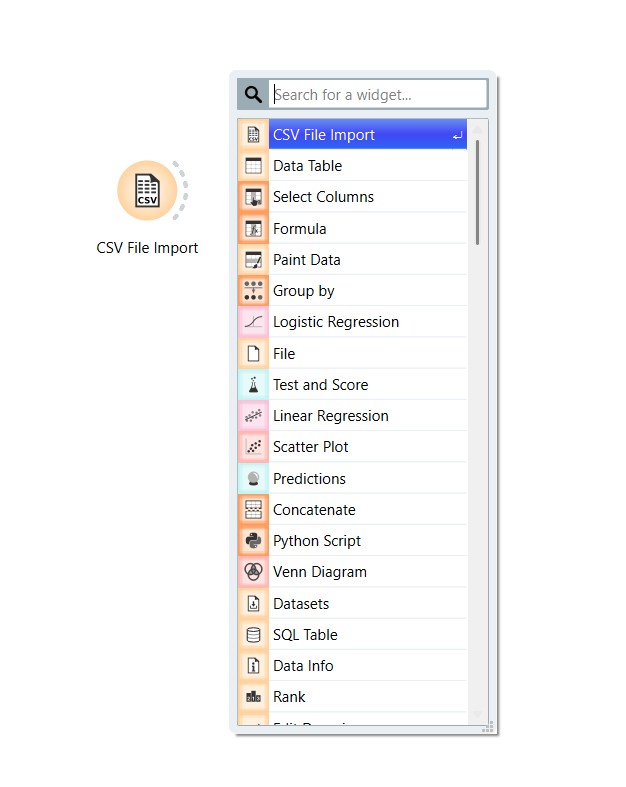 Search for a widget...
CSV File Import
Data Table
Select Columns
Formula
Paint Data
Group by
Logistic Regression
File
Test and Score
Linear Regression
Scatter Plot
Predictions
Concatenate
Python Script
Venn Diagram
Datasets
SQL Table
Data Info
Rank
CSV
CSV File Import